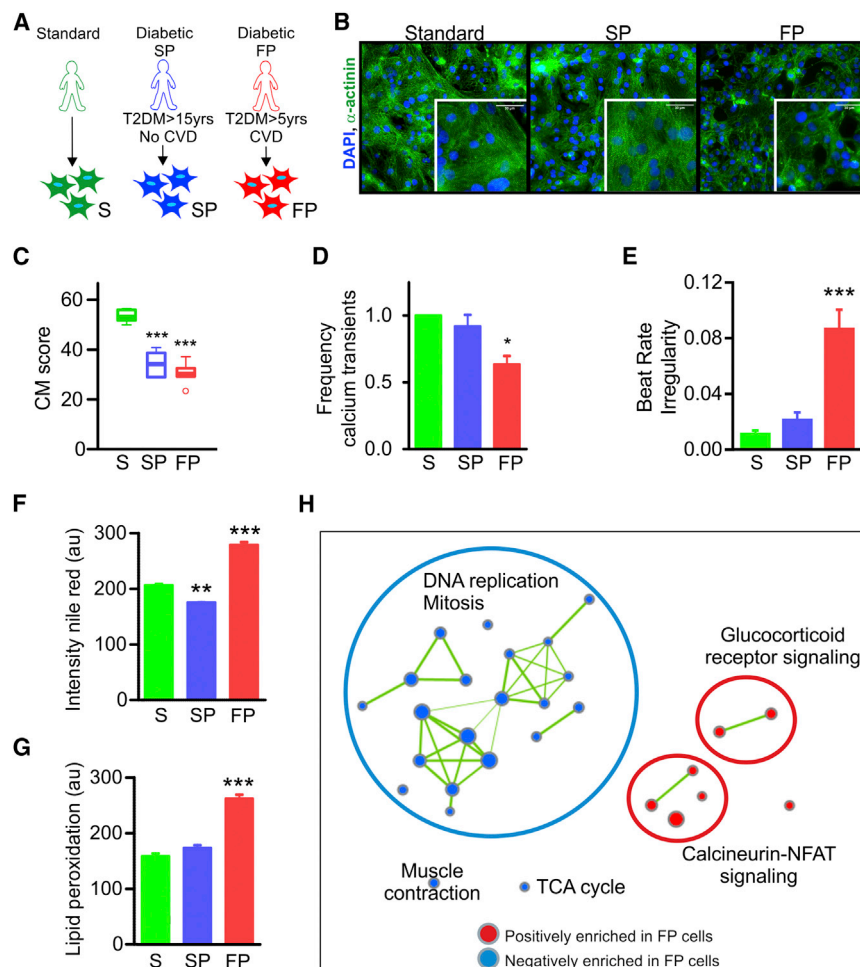 A
Standard
Diabetic
SP
Diabetic
FP
T2DM>15yrs
No CVD
T2DM>5yrs
CVD
S
SP
FP
B
Standard
SP
FP
DAPI, α-actinin
C
CM score
60
40
20
0
***
***
S SP FP
D
Frequency
calcium transients
1.0
0.5
0.0
*
S SP FP
E
Beat Rate
Irregularity
0.12
0.08
0.04
0.00
***
S SP FP
F
Intensity nile red (au)
300
200
100
0
**
***
S SP FP
G
Lipid peroxidation (au)
400
300
200
100
0
***
S SP FP
H
DNA replication
Mitosis
Glucocorticoid
receptor signaling
Calcineurin-NFAT
signaling
Muscle
contraction
TCA cycle
Positively enriched in FP cells
Negatively enriched in FP cells